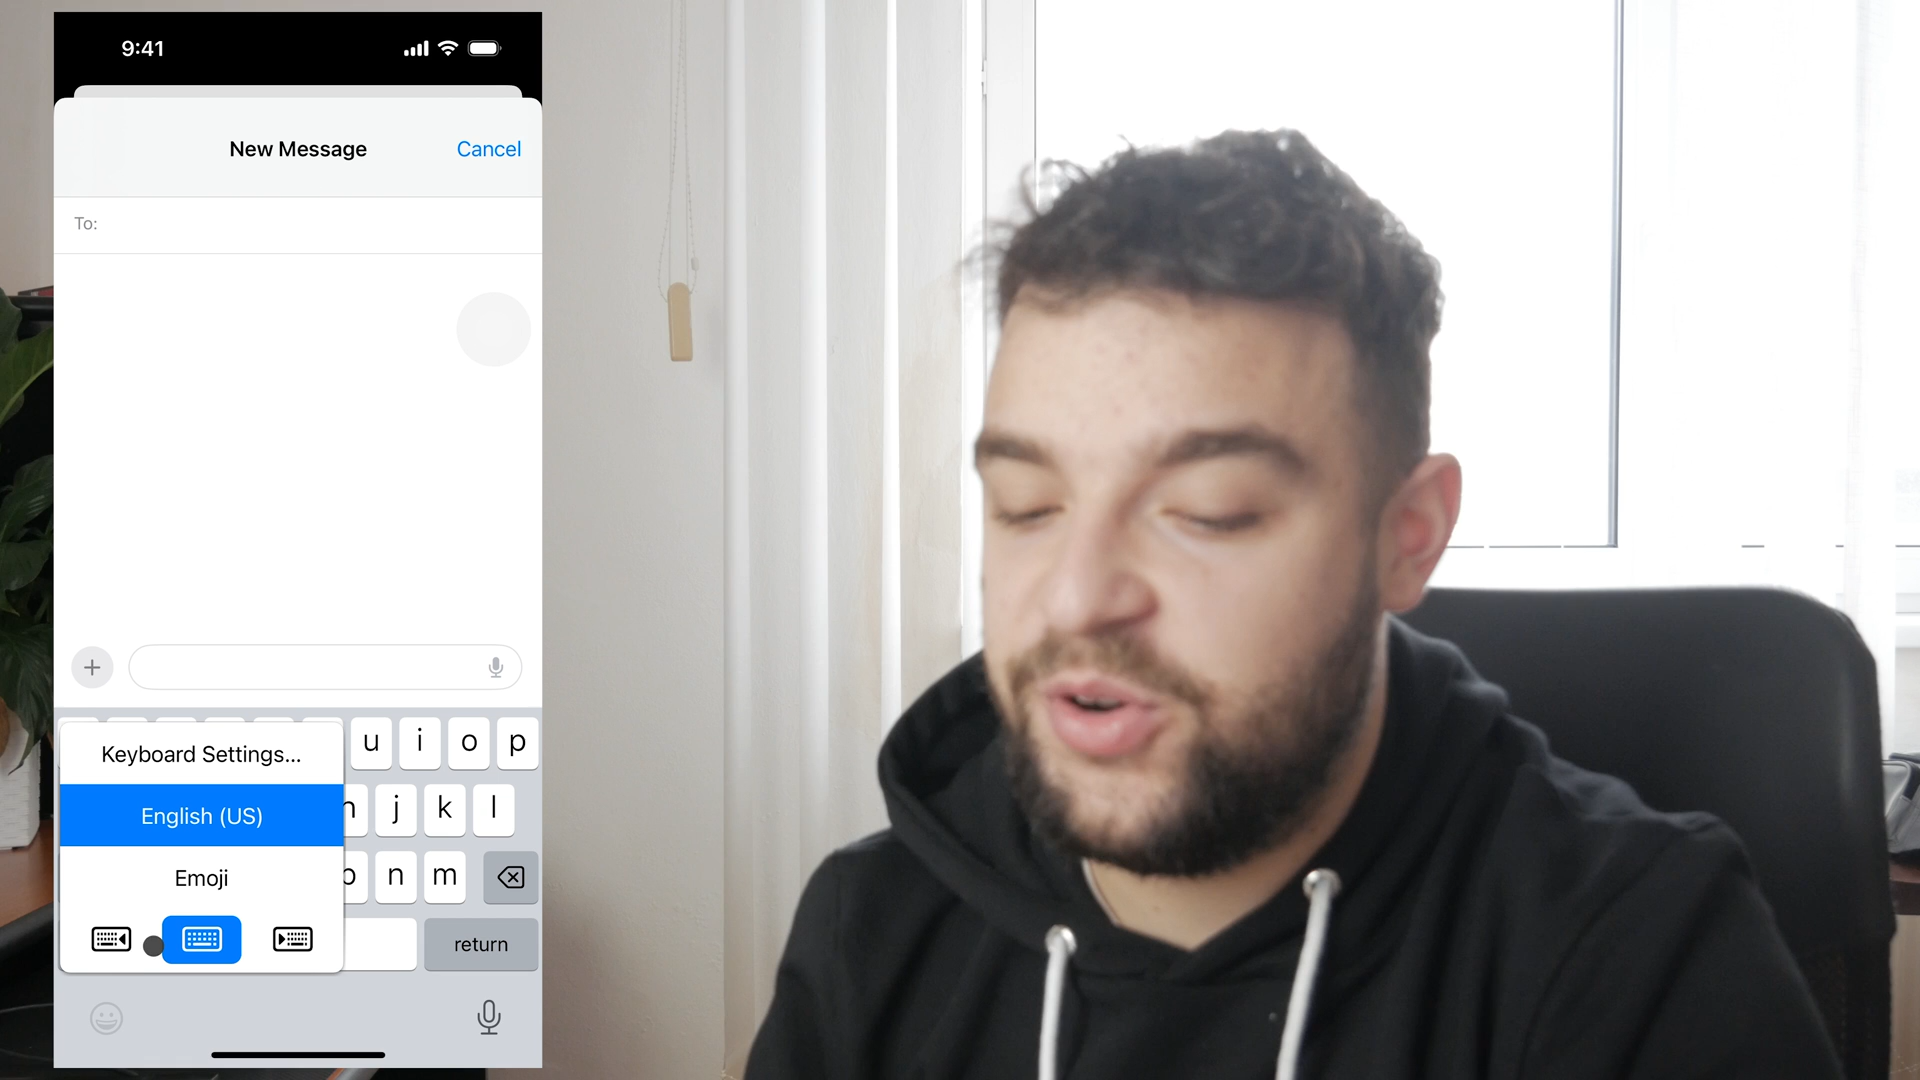 9:41
New Message
Cancel
To:
u i o p
Keyboard Settings...
j k l
English (US)
n m
Emoji
return